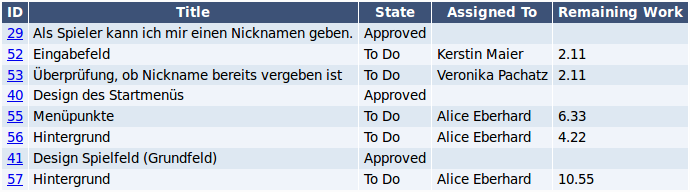 ID Title State Assigned To Remaining Work
29 Als Spieler kann ich mir einen Nicknamen geben. Approved
52 Eingabefeld To Do Kerstin Maier 2.11
53 Überprüfung, ob Nickname bereits vergeben ist To Do Veronika Pachatz 2.11
40 Design des Startmenüs Approved
55 Menüpunkte To Do Alice Eberhard 6.33
56 Hintergrund To Do Alice Eberhard 4.22
41 Design Spielfeld (Grundfeld) Approved
57 Hintergrund To Do Alice Eberhard 10.55